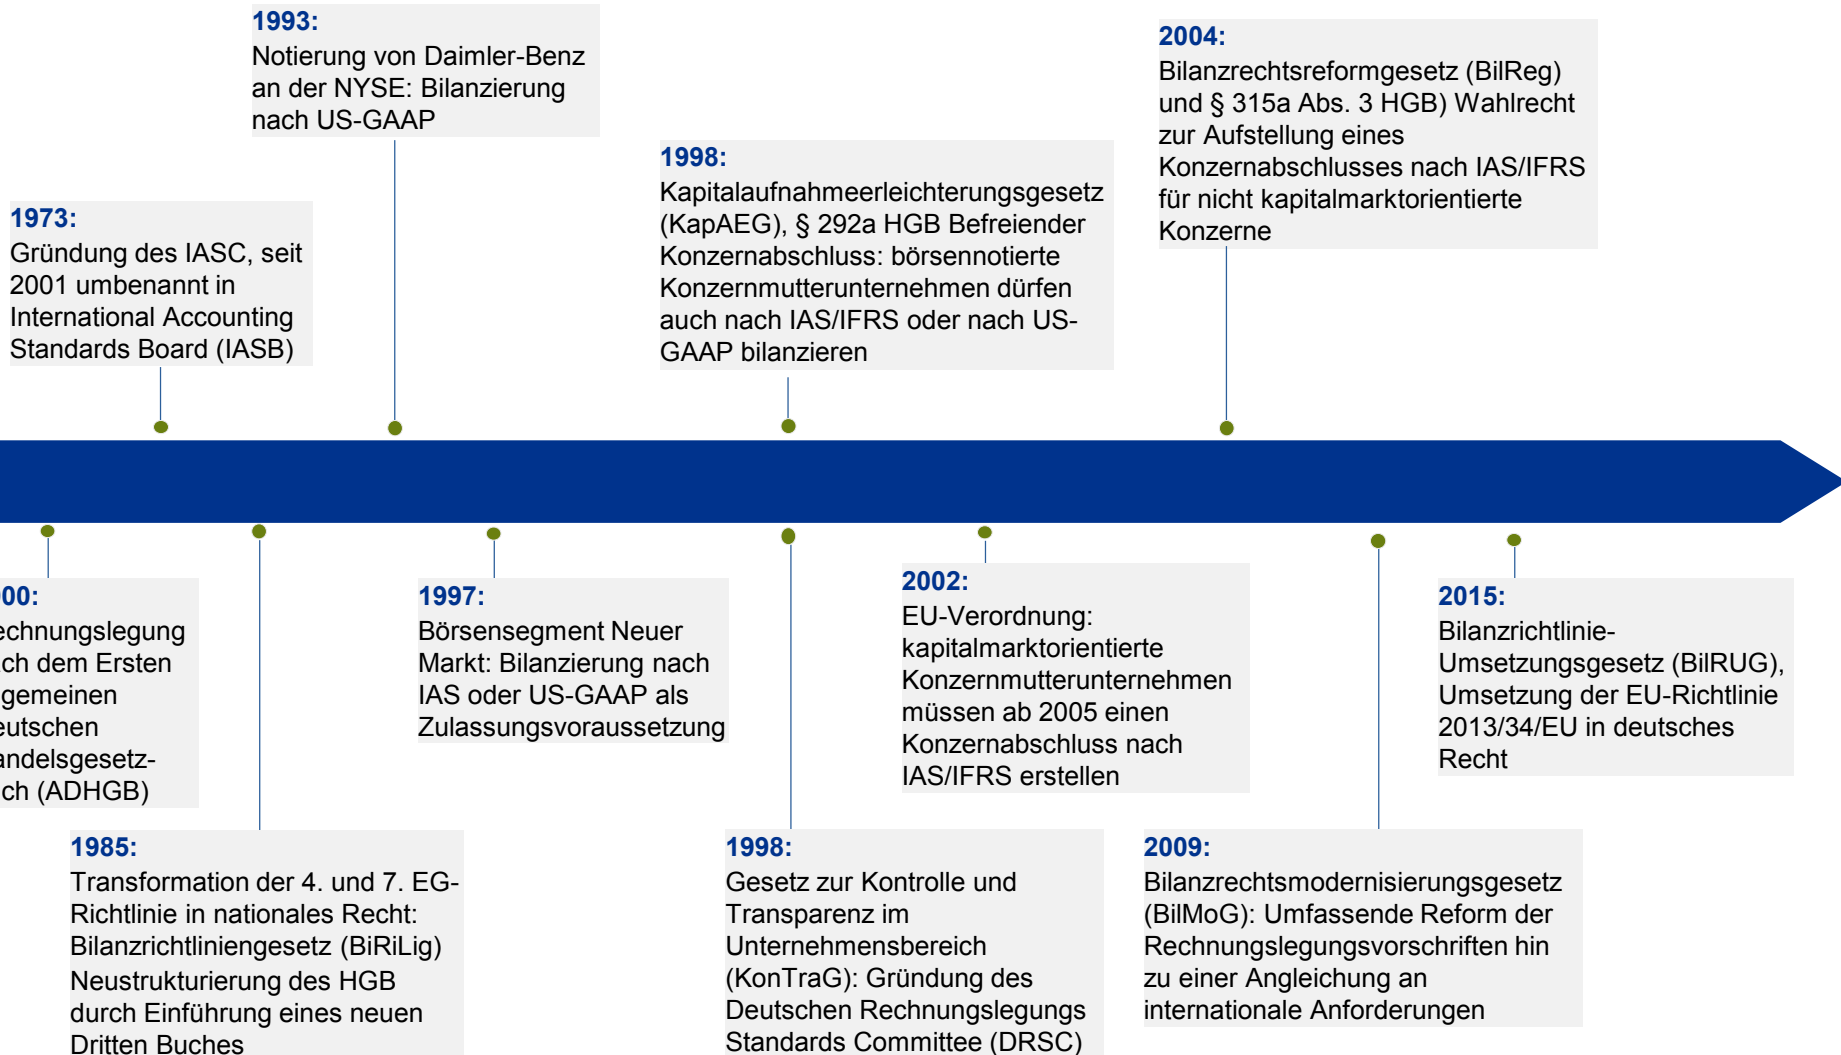 1993:
Notierung von Daimler-Benz
an der NYSE: Bilanzierung
nach US-GAAP
2004:
Bilanzrechtsreformgesetz (BilReg)
und § 315a Abs. 3 HGB) Wahlrecht
zur Aufstellung eines
Konzernabschlusses nach IAS/IFRS
für nicht kapitalmarktorientierte
Konzerne
1998:
Kapitalaufnahmeerleichterungsgesetz
(KapAEG), § 292a HGB Befreiender
Konzernabschluss: börsennotierte
Konzernmutterunternehmen dürfen
auch nach IAS/IFRS oder nach US-
GAAP bilanzieren
1973:
Gründung des IASC, seit
2001 umbenannt in
International Accounting
Standards Board (IASB)
00:
echnungslegung
ach dem Ersten
gemeinen
eutschen
andelsgesetz-
ch (ADHGB)
1997:
Börsensegment Neuer
Markt: Bilanzierung nach
IAS oder US-GAAP als
Zulassungsvoraussetzung
2002:
EU-Verordnung:
kapitalmarktorientierte
Konzernmutterunternehmen
müssen ab 2005 einen
Konzernabschluss nach
IAS/IFRS erstellen
2015:
Bilanzrichtlinie-
Umsetzungsgesetz (BilRUG),
Umsetzung der EU-Richtlinie
2013/34/EU in deutsches
Recht
1985:
Transformation der 4. und 7. EG-
Richtlinie in nationales Recht:
Bilanzrichtliniengesetz (BiRiLig)
Neustrukturierung des HGB
durch Einführung eines neuen
Dritten Buches
1998:
Gesetz zur Kontrolle und
Transparenz im
Unternehmensbereich
(KonTraG): Gründung des
Deutschen Rechnungslegungs
Standards Committee (DRSC)
2009:
Bilanzrechtsmodernisierungsgesetz
(BilMoG): Umfassende Reform der
Rechnungslegungsvorschriften hin
zu einer Angleichung an
internationale Anforderungen